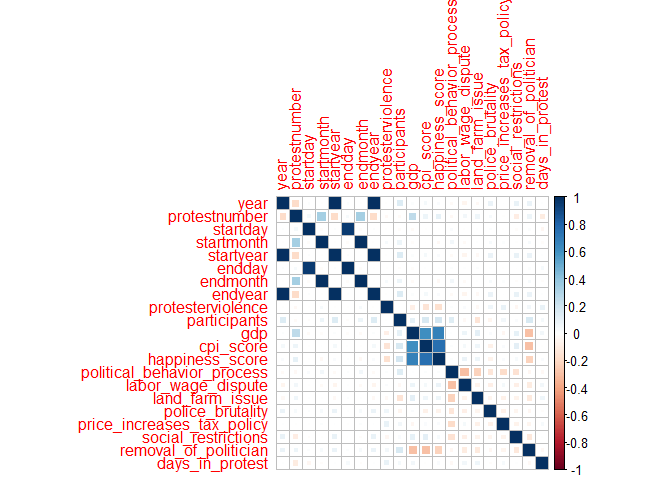 year
protestnumber
startday
startmonth
startyear
endday
endmonth
endyear
protesterviolence
participants
gdp
cpi_score
happiness_score
political_behavior_process
labor_wage_dispute
land_farm_issue
police_brutality
price_increases_tax_policy
social_restrictions
removal_of_politician
days_in_protest
year
protestnumber
startday
startmonth
startyear
endday
endmonth
endyear
protesterviolence
participants
gdp
cpi_score
happiness_score
political_behavior_process
labor_wage_dispute
land_farm_issue
police_brutality
price_increases_tax_policy
social_restrictions
removal_of_politician
days_in_protest
1
0.8
0.6
0.4
0.2
0
-0.2
-0.4
-0.6
-0.8
-1